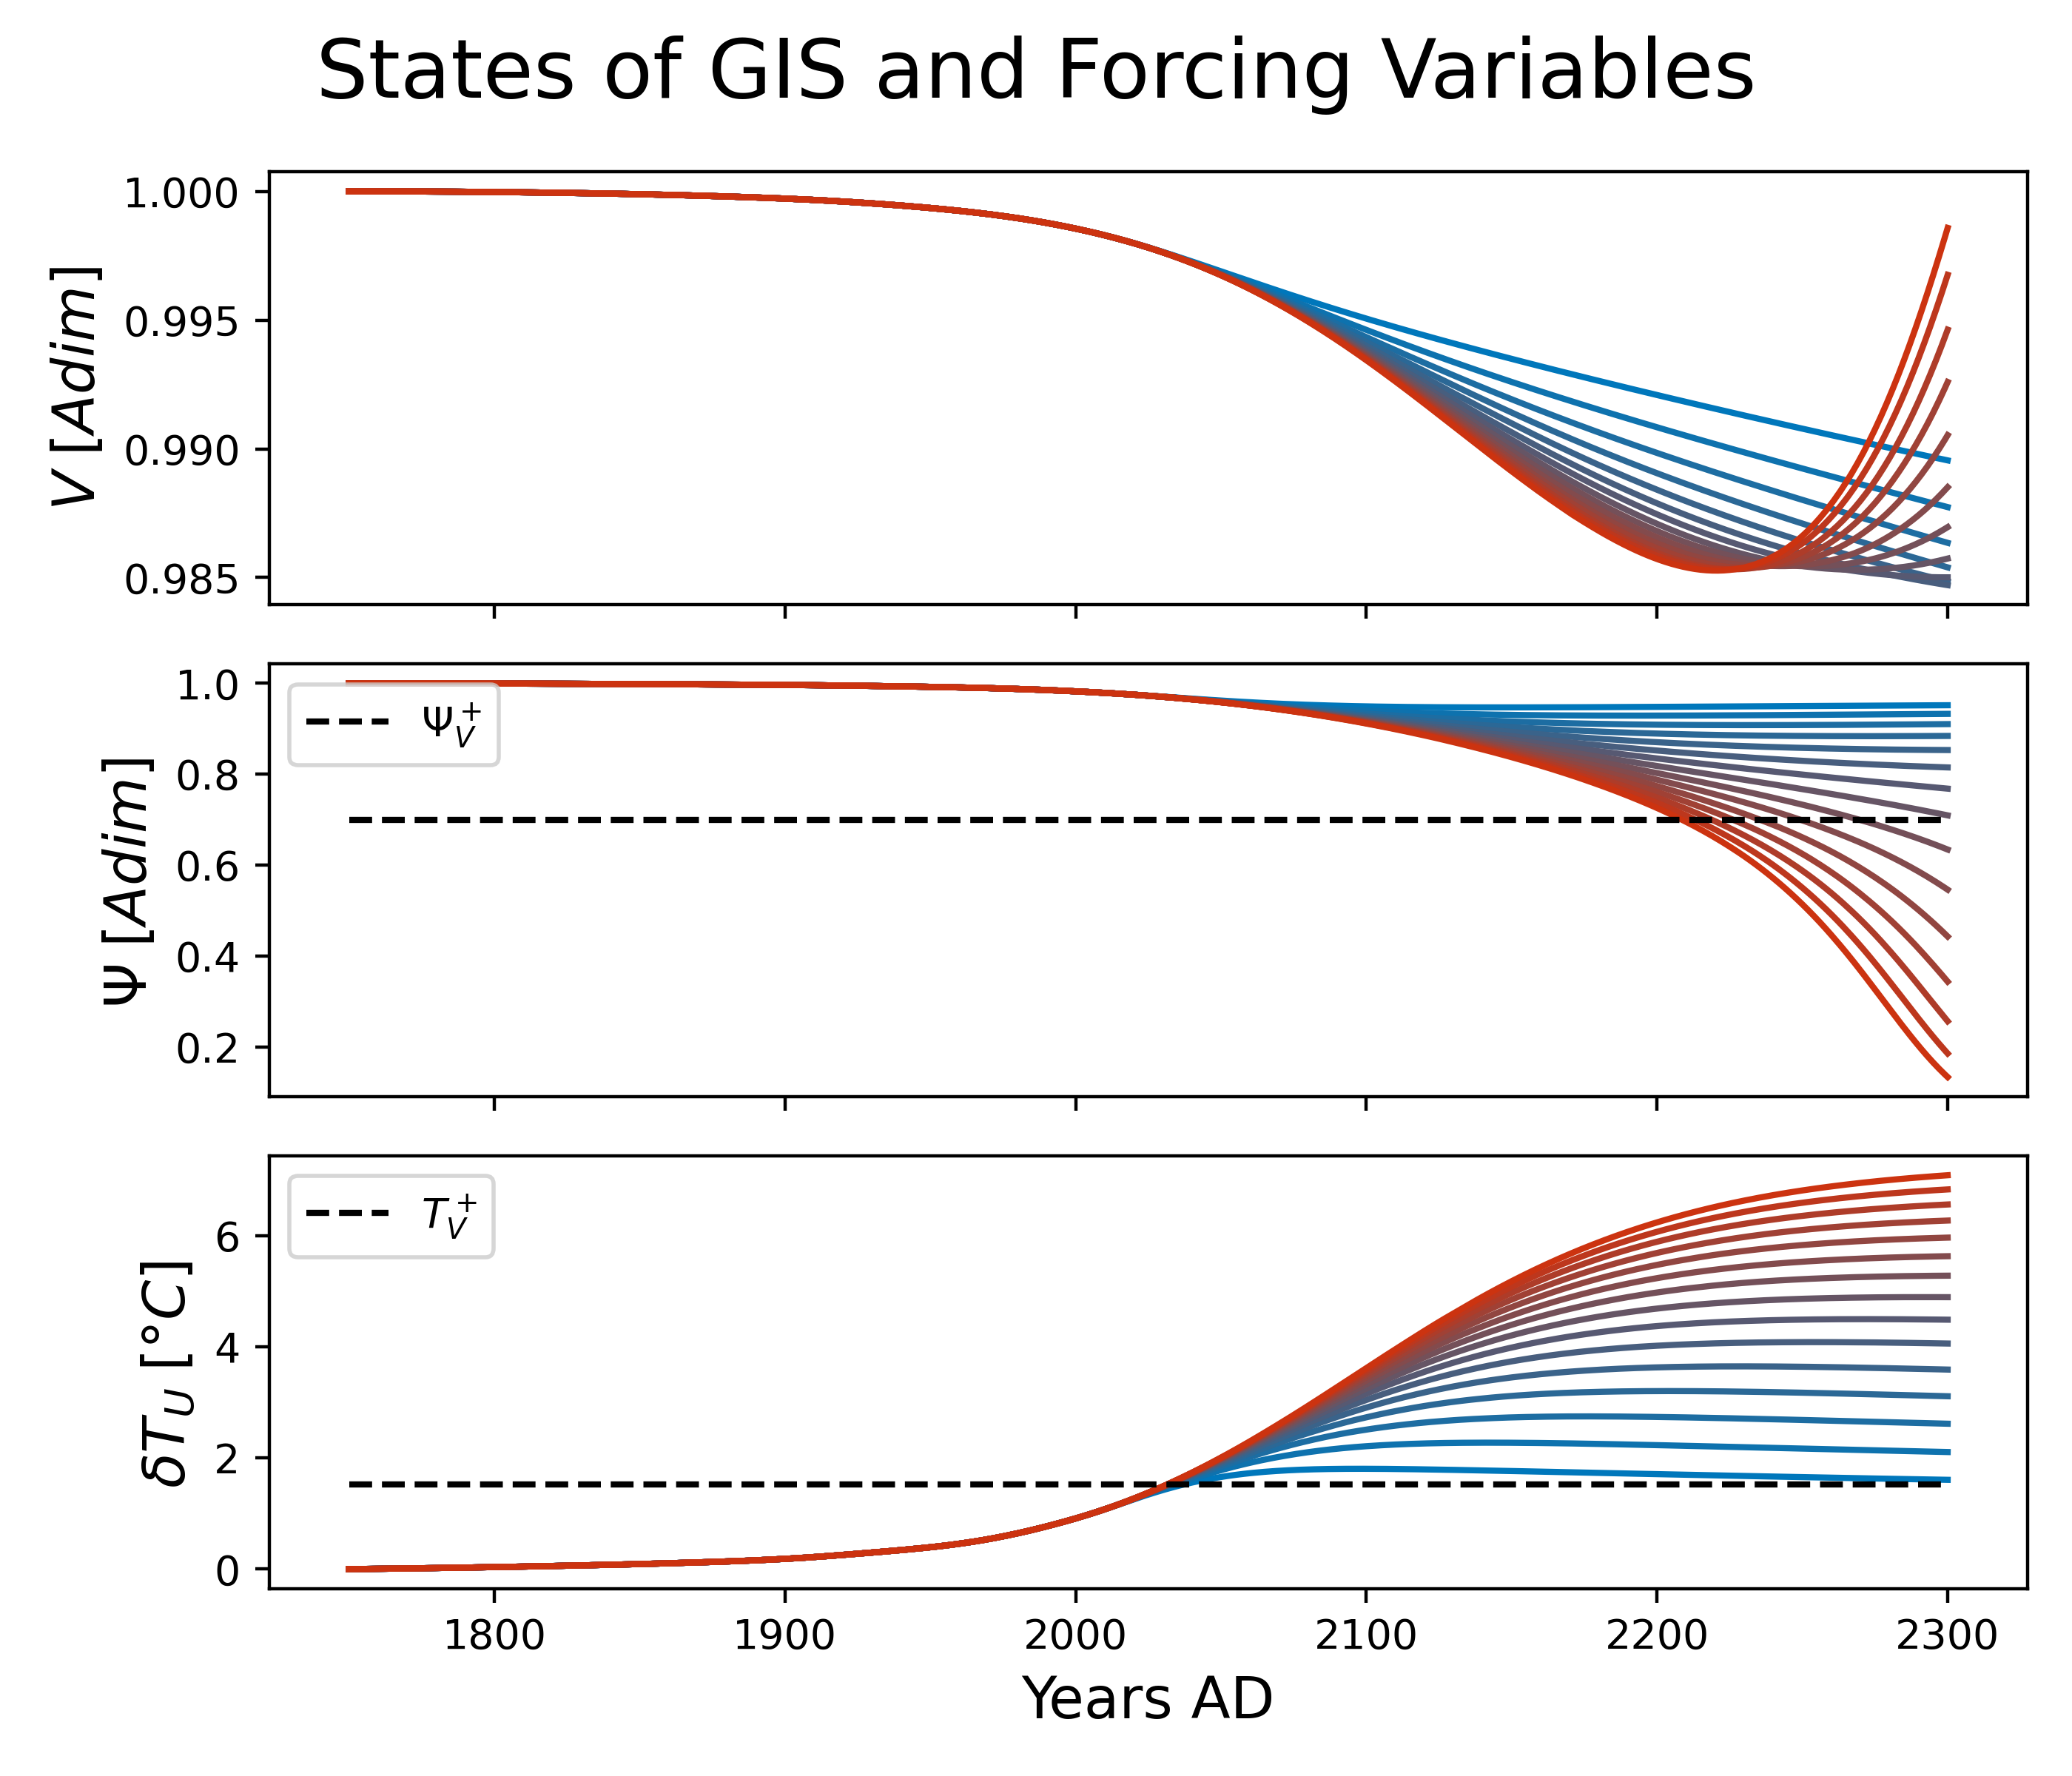 States of GIS and Forcing Variables
V [Adim]
1.000
0.995
0.990
0.985
Ψ [Adim]
1.0
0.8
0.6
0.4
0.2
Ψ_V^+
δT_U [°C]
6
4
2
0
T_V^+
1800 1900 2000 2100 2200 2300
Years AD